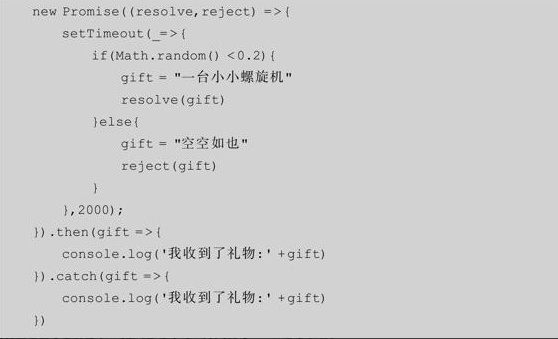 new Promise((resolve,reject) =>{
    setTimeout(_=>{
        if(Math.random() <0.2){
            gift = "一台小小螺旋机"
            resolve(gift)
        }else{
            gift = "空空如也"
            reject(gift)
        }
    },2000);
}).then(gift =>{
    console.log('我收到了礼物:' +gift)
}).catch(gift =>{
    console.log('我收到了礼物:' +gift)
})